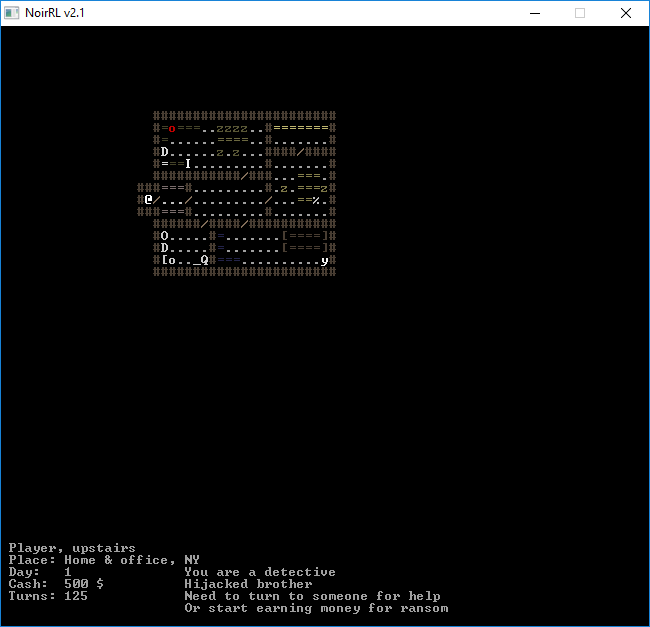 NoirRL v2.1
#######################
#=o===..zzzz..#=======#
#=......====..#.......#
#D......z.z...####/####
#===I.........#.......#
###########/###...===.#
###===#.........#.z.===z#
#@/.../........./...==%.#
###===#.........#.......#
######/####/###########
#O.....#=.......[====]#
#D.....#=.......[====]#
#[o.._Q#===..........y#
#######################
Player, upstairs
Place: Home & office, NY
Day: 1 You are a detective
Cash: 500 $ Hijacked brother
Turns: 125 Need to turn to someone for help
Or start earning money for ransom